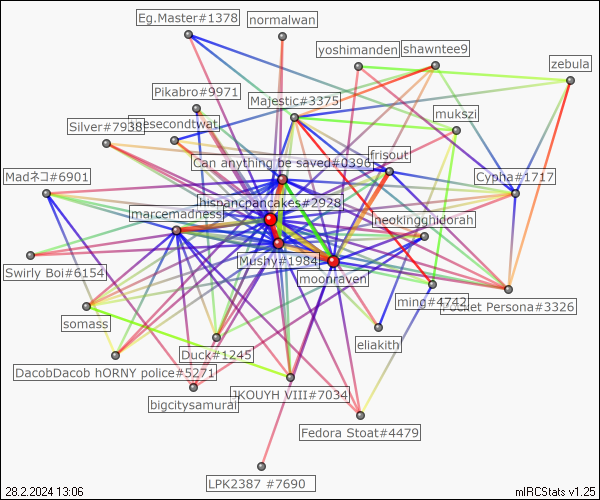 Eg.Master#1378
normalwan
yoshimanden
shawntee9
zebula
Pikabro#9971
Majestic#3375
mukszi
Silver#7938
thesecondtwat
frisout
Can anything be saved#0396
Madネコ#6901
Cypha#1717
hispancpancakes#2928
marcemadness
neokingghidorah
Mushy#1984
Swirly Boi#6154
moonraven
ming#4742
Pocket Persona#3326
somass
eliakith
Duck#1245
DacobDacob hORNY police#5271
KOUYH VIII#7034
bigcitysamurai
Fedora Stoat#4479
LPK2387 #7690
28.2.2024 13:06
mIRCStats v1.25